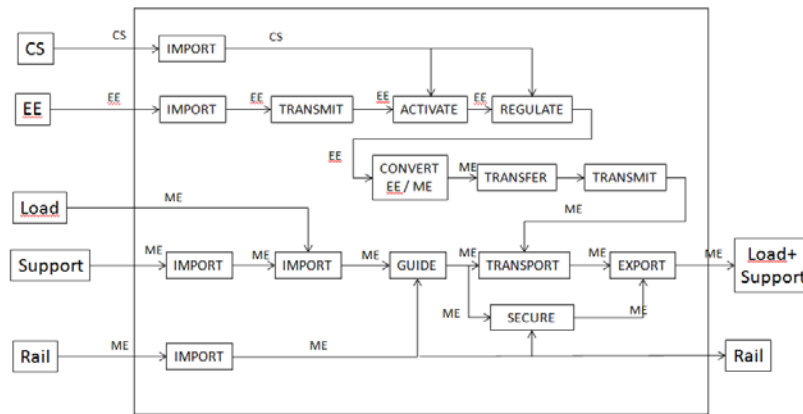 CS
CS
IMPORT
CS
EE
EE
IMPORT
EE
TRANSMIT
EE
ACTIVATE
EE
REGULATE
EE
CONVERT
EE/ ME
ME
TRANSFER
TRANSMIT
Load
ME
ME
Support
ME
IMPORT
ME
IMPORT
ME
GUIDE
ME
TRANSPORT
ME
EXPORT
ME
Load+
Support
ME
SECURE
ME
Rail
ME
IMPORT
ME
Rail